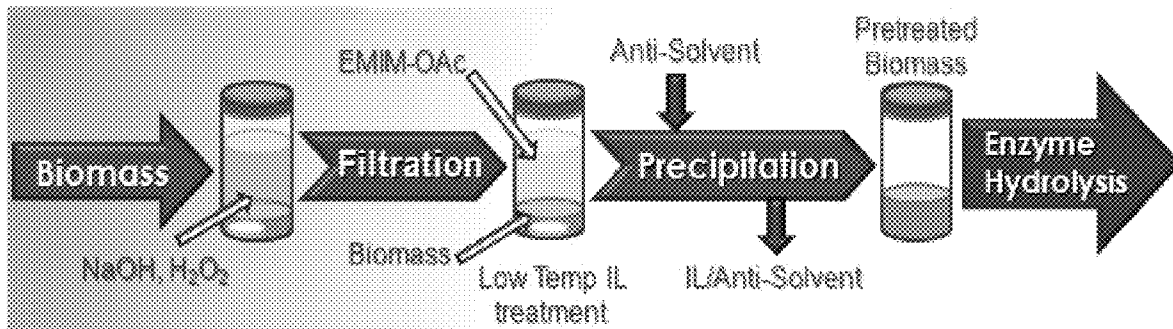 Biomass
NaOH, H₂O₂
Filtration
EMIM-OAc
Biomass
Low Temp IL
treatment
Anti-Solvent
Precipitation
IL/Anti-Solvent
Pretreated
Biomass
Enzyme
Hydrolysis